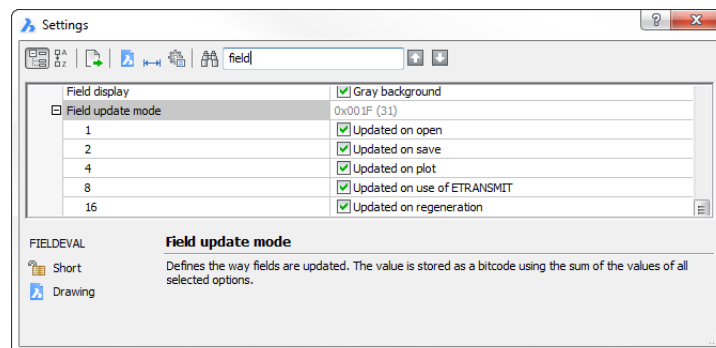 Settings
field
Field display Gray background
Field update mode 0x001F (31)
1 Updated on open
2 Updated on save
4 Updated on plot
8 Updated on use of ETRANSMIT
16 Updated on regeneration
FIELDEVAL
Short
Drawing
Field update mode
Defines the way fields are updated. The value is stored as a bitcode using the sum of the values of all
selected options.